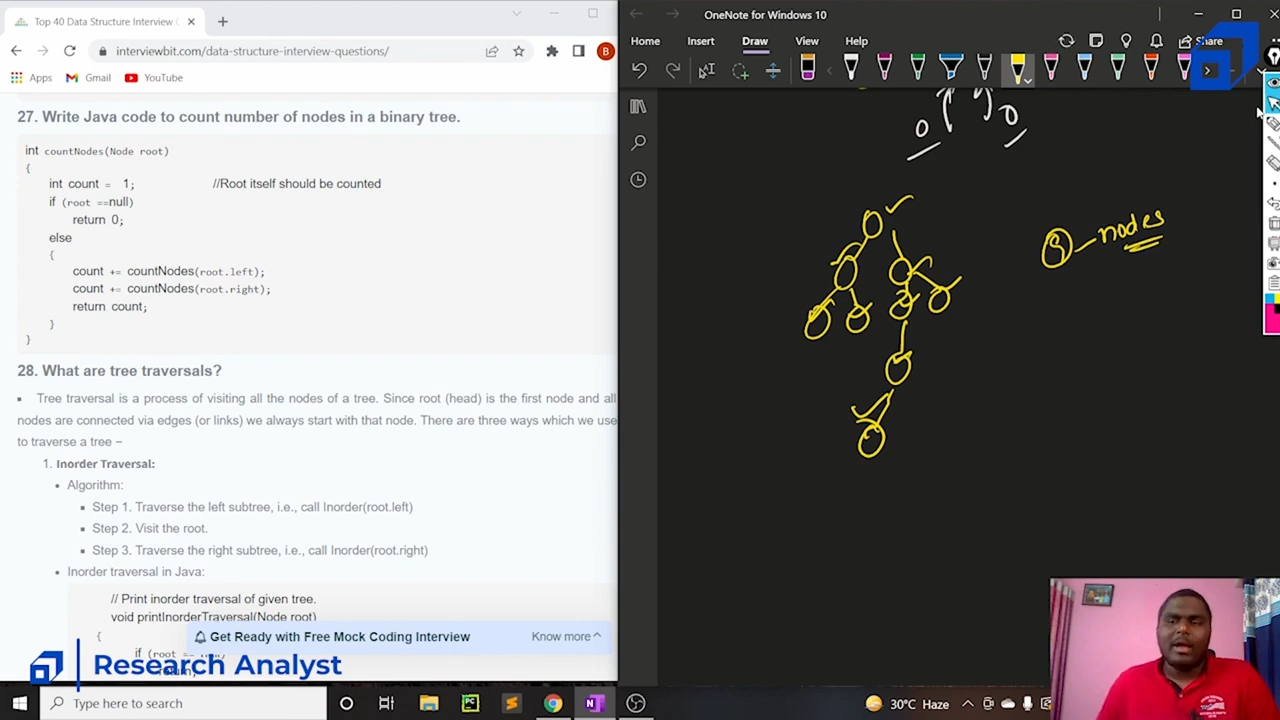 Top 40 Data Structure Interview
interviewbit.com/data-structure-interview-questions/
B
Apps
Gmail
YouTube
27. Write Java code to count number of nodes in a binary tree.
int countNodes(Node root)
{
int count = 1; //Root itself should be counted
if (root ==null)
return 0;
else
{
count += countNodes(root.left);
count += countNodes(root.right);
return count;
}
}
28. What are tree traversals?
Tree traversal is a process of visiting all the nodes of a tree. Since root (head) is the first node and all
nodes are connected via edges (or links) we always start with that node. There are three ways which we use
to traverse a tree −
1. Inorder Traversal:
Algorithm:
Step 1. Traverse the left subtree, i.e., call Inorder(root.left)
Step 2. Visit the root.
Step 3. Traverse the right subtree, i.e., call Inorder(root.right)
Inorder traversal in Java:
// Print inorder traversal of given tree.
void printInorderTraversal(Node root)
{
if (root ==
return;
Get Ready with Free Mock Coding Interview
Know more
Research Analyst
Type here to search
OneNote for Windows 10
Home
Insert
Draw
View
Help
Share
0
0
9 - nodes
30°C Haze